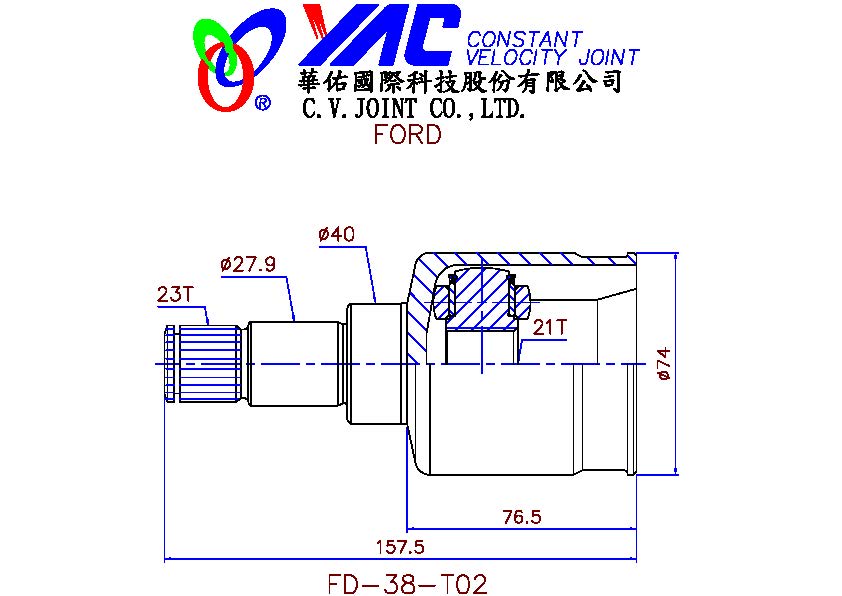 YAC CONSTANT
VELOCITY JOINT
®
華佑國際科技股份有限公司
C.V.JOINT CO.,LTD.
FORD
ø40
ø27.9
23T
21T
ø74
76.5
157.5
FD-38-T02